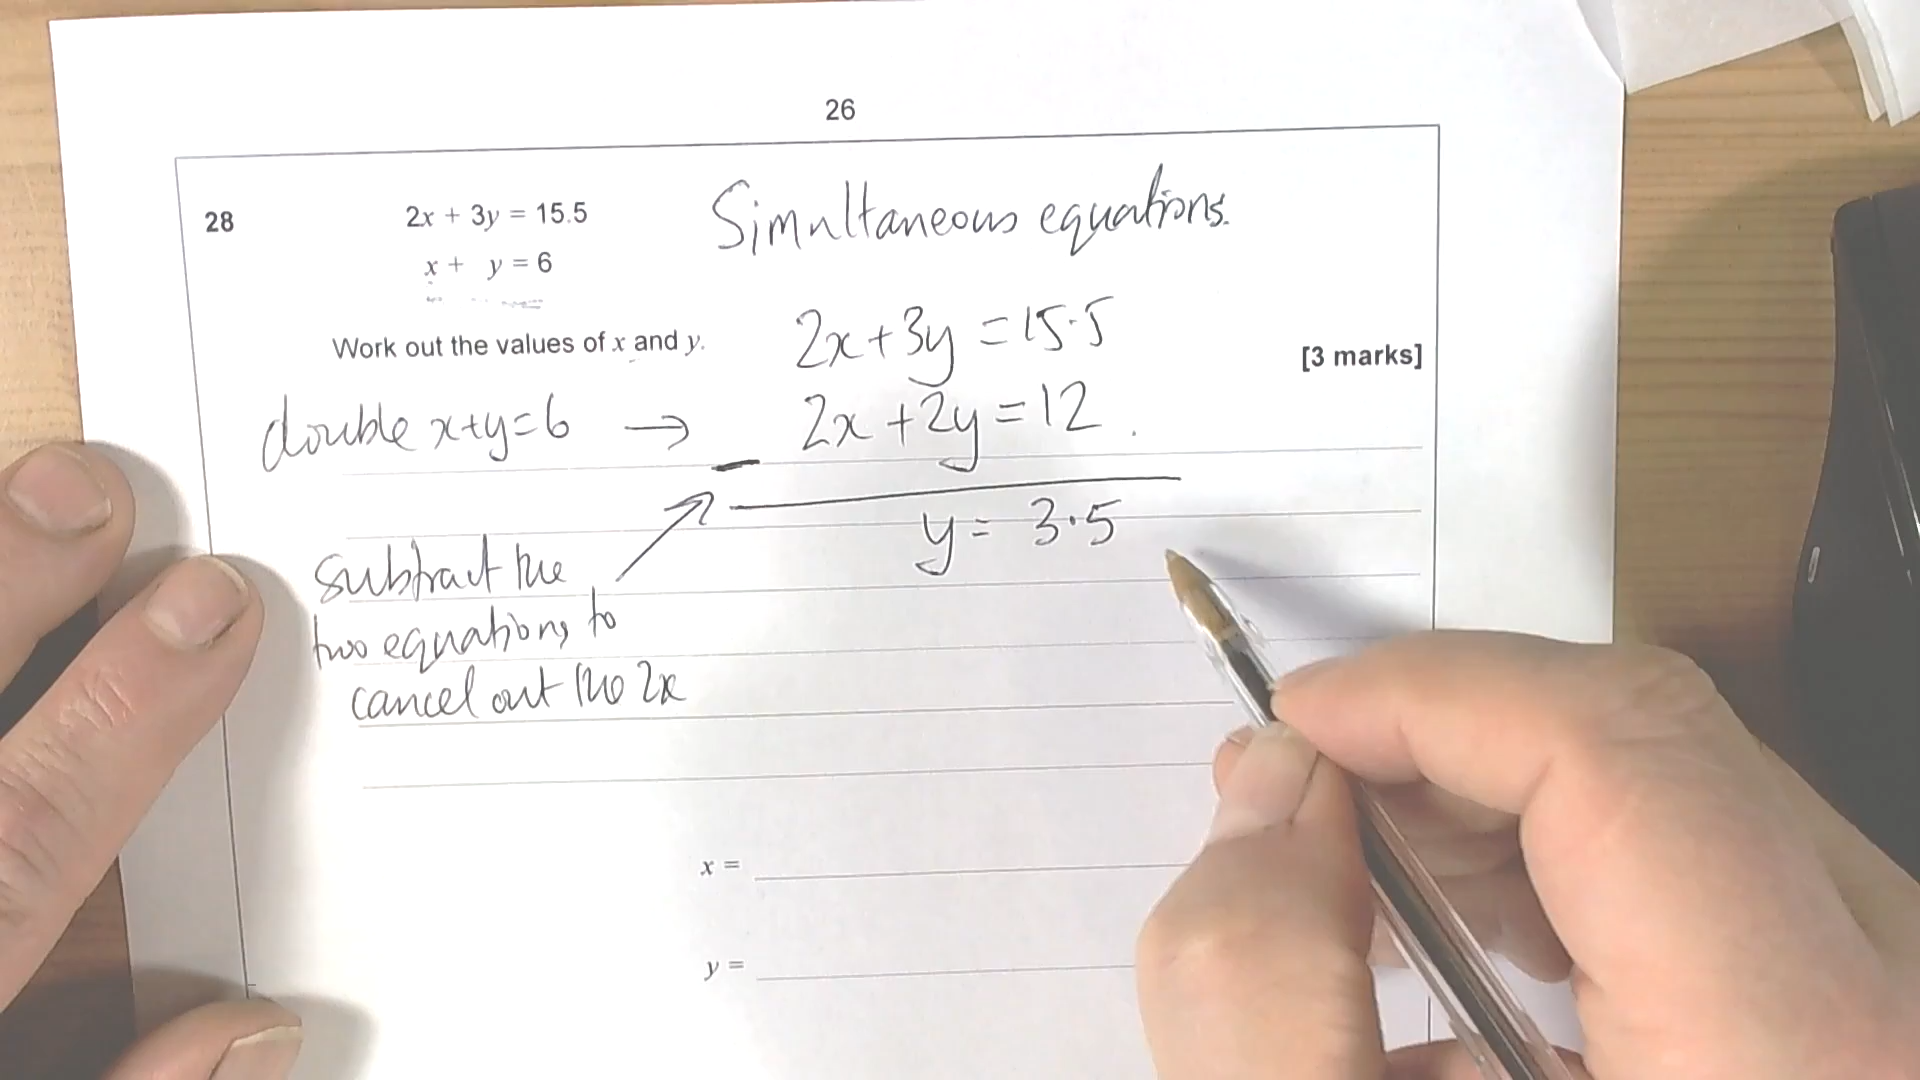 26
28
2x + 3y = 15.5
Simultaneous equations.
x + y = 6
2x+3y=15.5
Work out the values of x and y.
[3 marks]
double x+y=6 → 2x+2y=12.
−
y= 3.5
subtract the
two equations to
cancel out the 2x
x =
y =